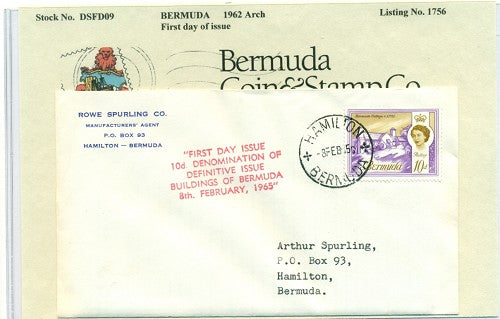 Stock No. DSFD09 BERMUDA 1962 Arch Listing No. 1756
First day of issue
Bermuda
Coin & Stamp Co.
ROWE SPURLING CO.
MANUFACTURERS' AGENT
P.O. BOX 93
HAMILTON — BERMUDA
"FIRST DAY ISSUE
10d. DENOMINATION OF
DEFINITIVE ISSUE
BUILDINGS OF BERMUDA
8th. FEBRUARY, 1965"
HAMILTON
BERMUDA
Bermuda
10d
Arthur Spurling,
P.O. Box 93,
Hamilton,
Bermuda.